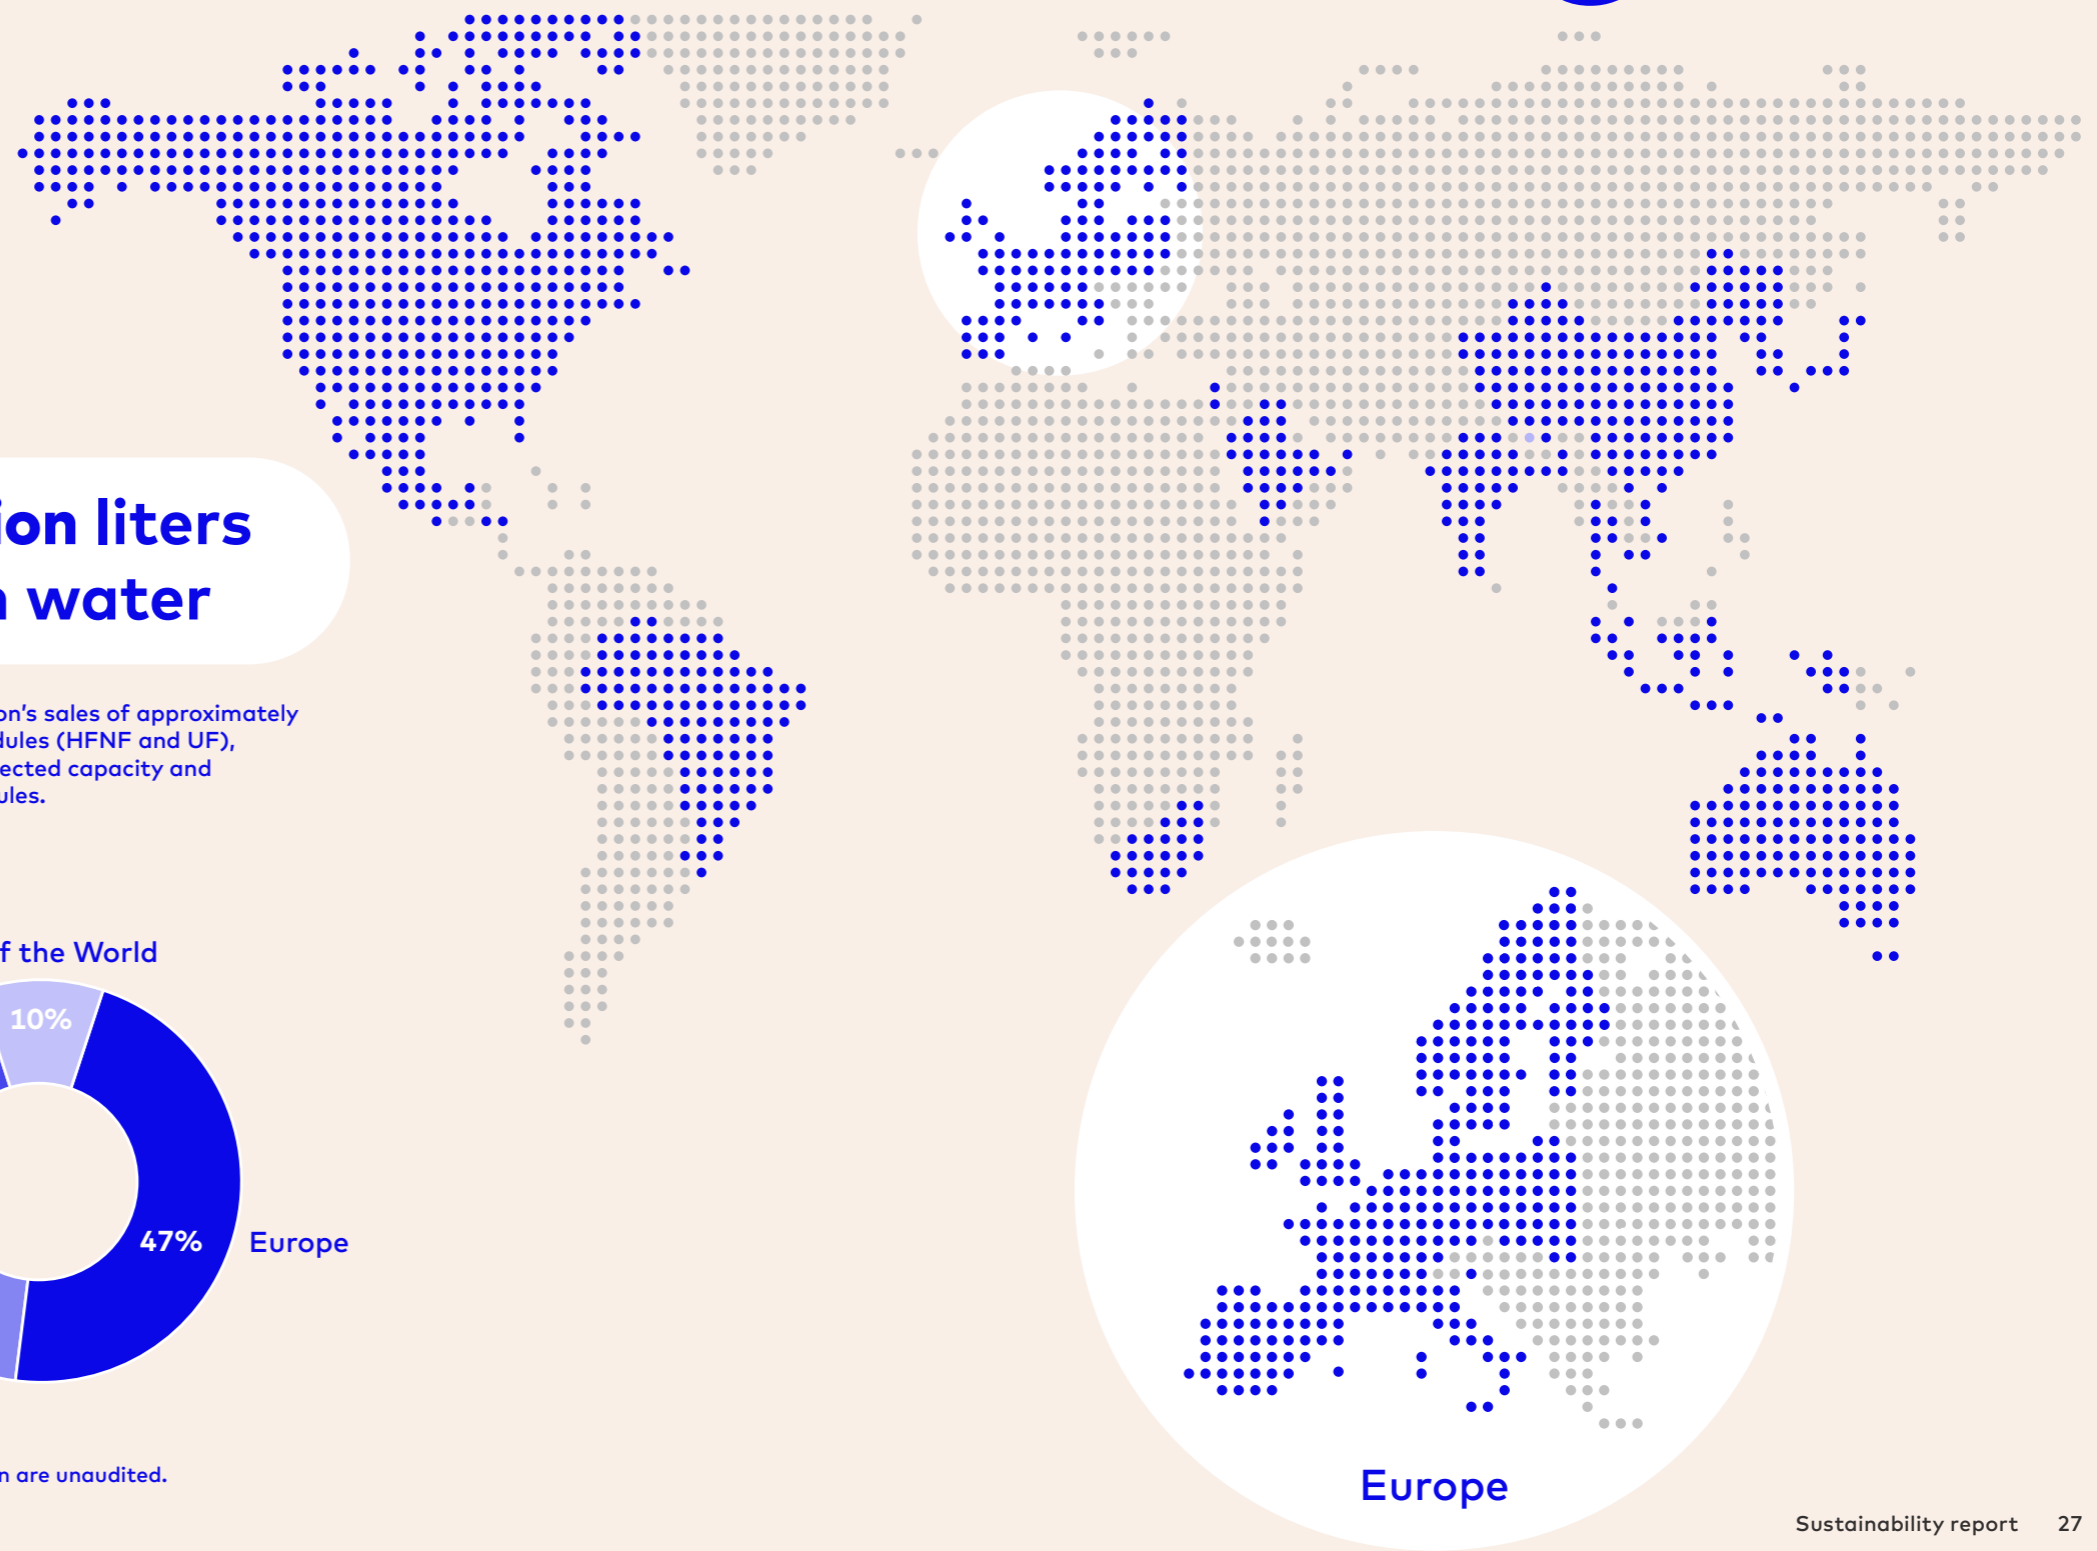 ion liters
n water
on's sales of approximately
dules (HFNF and UF),
ected capacity and
ules.
f the World
10%
47%
Europe
n are unaudited.
Europe
Sustainability report 27